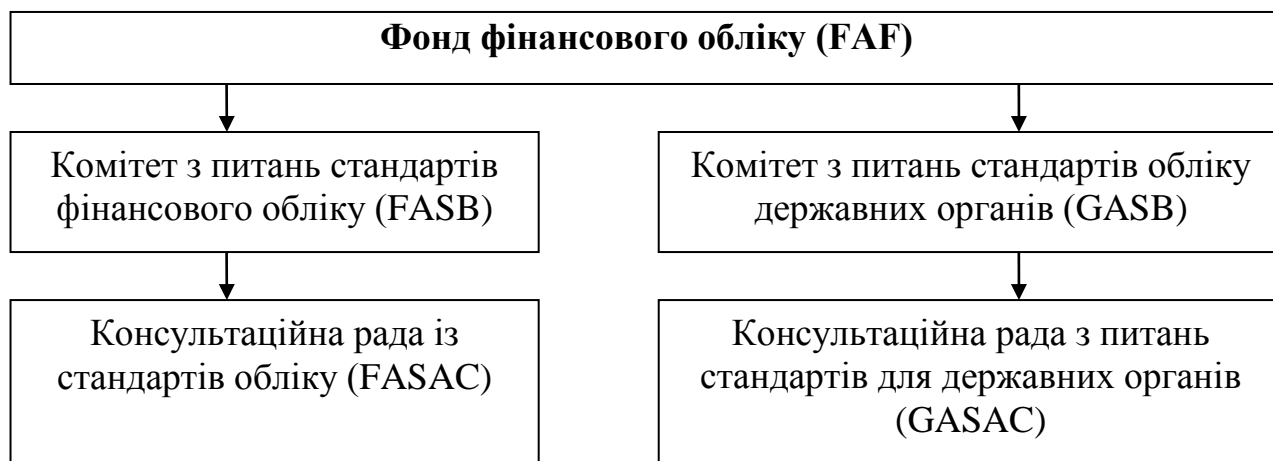 Фонд фінансового обліку (FAF)
Комітет з питань стандартів
фінансового обліку (FASB)
Комітет з питань стандартів обліку
державних органів (GASB)
Консультаційна рада із
стандартів обліку (FASAC)
Консультаційна рада з питань
стандартів для державних органів
(GASAC)